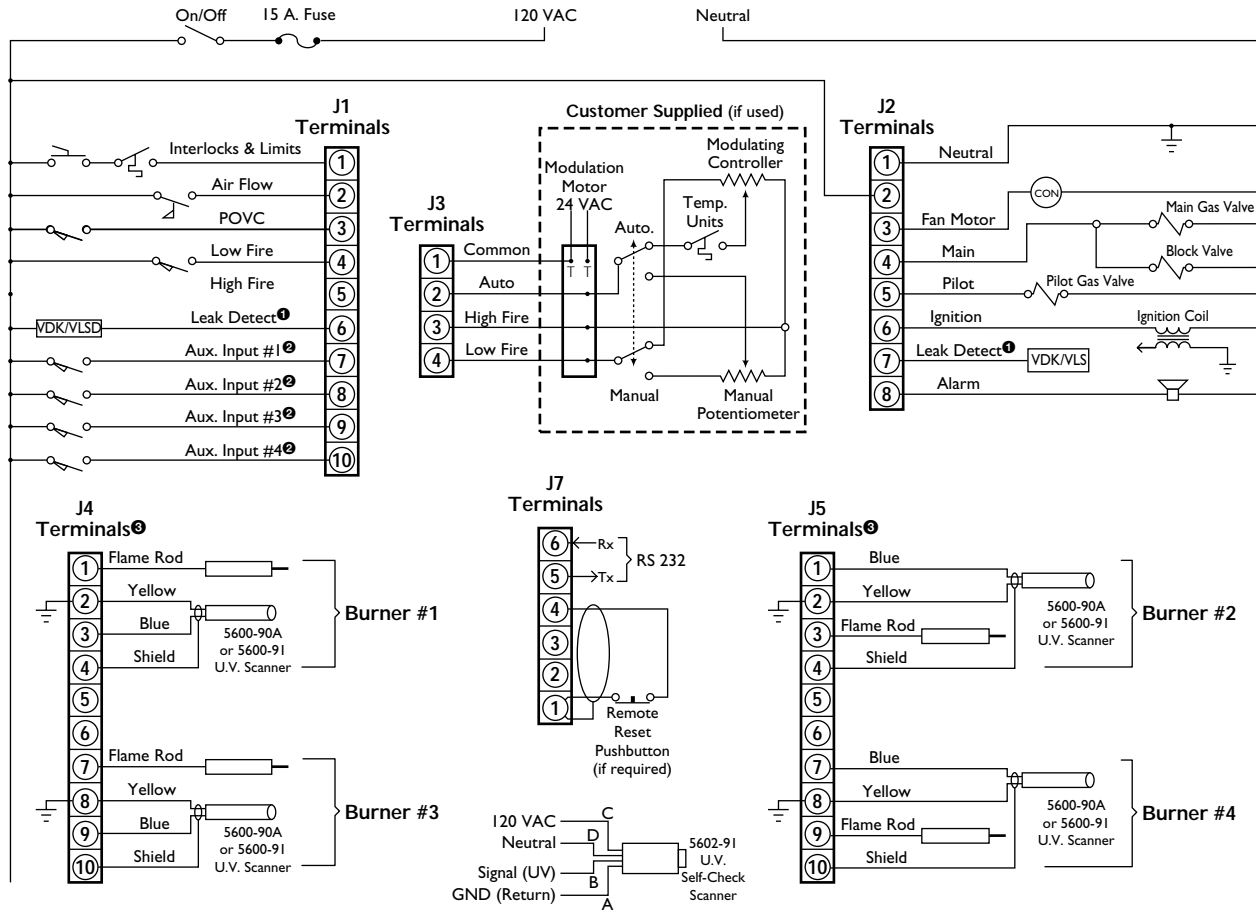 On/Off
15 A. Fuse
120 VAC
Neutral
J1
Terminals
Interlocks & Limits
1
Air Flow
2
POVC
3
Low Fire
4
High Fire
5
VDK/VLSD
Leak Detect❶
6
Aux. Input #1❷
7
Aux. Input #2❷
8
Aux. Input #3❷
9
Aux. Input #4❷
10
Customer Supplied (if used)
J3
Terminals
Common
1
Auto
2
High Fire
3
Low Fire
4
Modulation
Motor
24 VAC
T T
Auto.
Temp.
Units
Modulating
Controller
Manual
Manual
Potentiometer
J2
Terminals
1
Neutral
2
3
Fan Motor
CON
4
Main
Main Gas Valve
Block Valve
5
Pilot
Pilot Gas Valve
6
Ignition
Ignition Coil
7
Leak Detect❶
VDK/VLS
8
Alarm
J4
Terminals❸
1
Flame Rod
2
Yellow
3
Blue
4
Shield
5600-90A
or 5600-91
U.V. Scanner
Burner #1
5
6
7
Flame Rod
8
Yellow
9
Blue
10
Shield
5600-90A
or 5600-91
U.V. Scanner
Burner #3
J7
Terminals
6
Rx
5
Tx
RS 232
4
3
2
1
Remote
Reset
Pushbutton
(if required)
120 VAC
C
Neutral
D
Signal (UV)
B
GND (Return)
A
5602-91
U.V.
Self-Check
Scanner
J5
Terminals❸
1
Blue
2
Yellow
3
Flame Rod
4
Shield
5600-90A
or 5600-91
U.V. Scanner
Burner #2
5
6
7
Blue
8
Yellow
9
Flame Rod
10
Shield
5600-90A
or 5600-91
U.V. Scanner
Burner #4